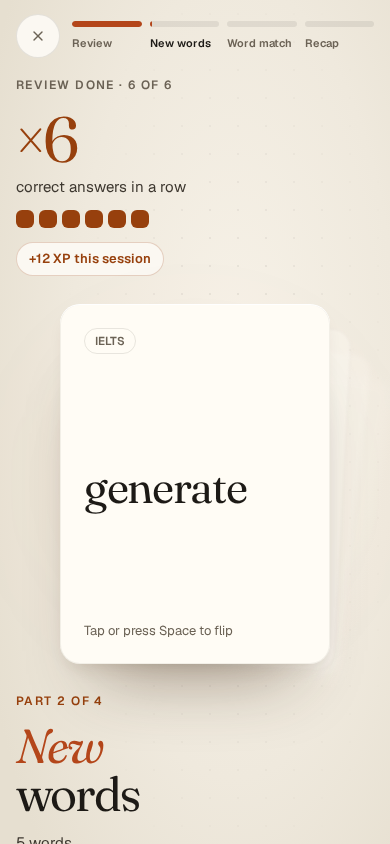 Review
New words
Word match
Recap
REVIEW DONE · 6 OF 6
×6
correct answers in a row
+12 XP this session
IELTS
generate
Tap or press Space to flip
PART 2 OF 4
New
words
5 words